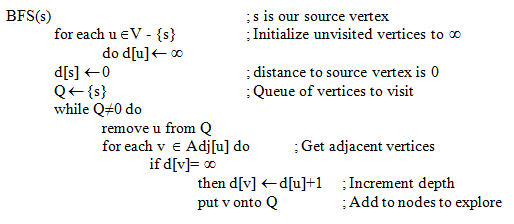 BFS(s) ; s is our source vertex
for each u ∈V - {s} ; Initialize unvisited vertices to ∞
do d[u]← ∞
d[s] ←0 ; distance to source vertex is 0
Q←{s} ; Queue of vertices to visit
while Q≠0 do
remove u from Q
for each v ∈ Adj[u] do ; Get adjacent vertices
if d[v]= ∞
then d[v] ←d[u]+1 ; Increment depth
put v onto Q ; Add to nodes to explore